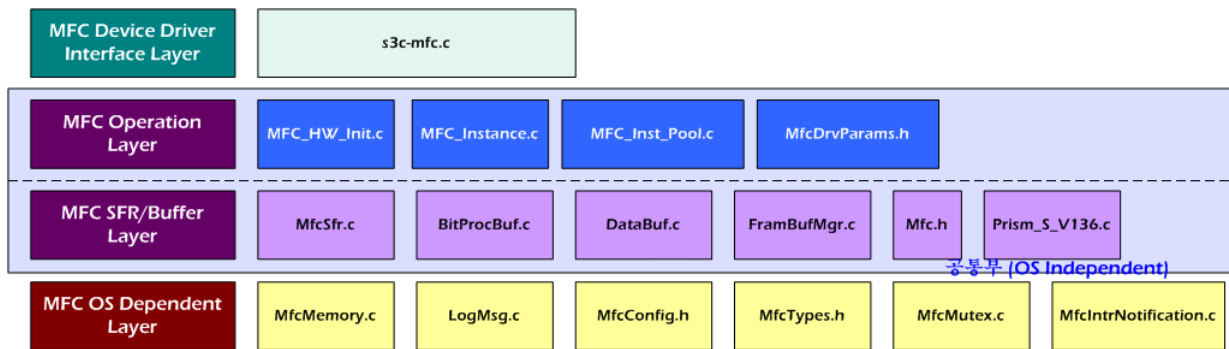 MFC Device Driver
Interface Layer
s3c-mfc.c
MFC Operation
Layer
MFC_HW_Init.c
MFC_Instance.c
MFC_Inst_Pool.c
MfcDrvParams.h
MFC SFR/Buffer
Layer
MfcSfr.c
BitProcBuf.c
DataBuf.c
FramBufMgr.c
Mfc.h
Prism_S_V136.c
공통부 (OS Independent)
MFC OS Dependent
Layer
MfcMemory.c
LogMsg.c
MfcConfig.h
MfcTypes.h
MfcMutex.c
MfcIntrNotification.c